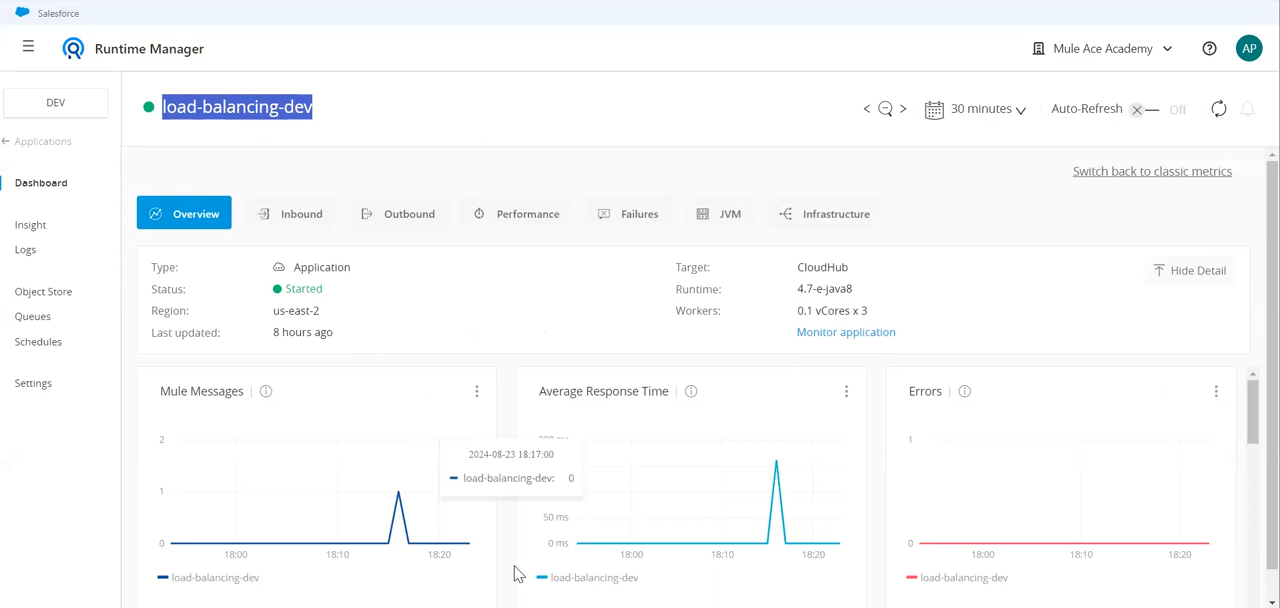 Salesforce
Runtime Manager
Mule Ace Academy
AP
DEV
load-balancing-dev
30 minutes
Auto-Refresh
Off
Applications
Switch back to classic metrics
Dashboard
Overview
Inbound
Outbound
Performance
Failures
JVM
Infrastructure
Insight
Logs
Object Store
Queues
Schedules
Settings
Type:
Application
Target:
CloudHub
Hide Detail
Status:
Started
Runtime:
4.7-e-java8
Region:
us-east-2
Workers:
0.1 vCores x 3
Last updated:
8 hours ago
Monitor application
Mule Messages
2
1
0
18:00
18:10
18:20
load-balancing-dev
2024-08-23 18:17:00
load-balancing-dev: 0
Average Response Time
50 ms
0 ms
18:00
18:10
18:20
load-balancing-dev
Errors
1
0
18:00
18:10
18:20
load-balancing-dev